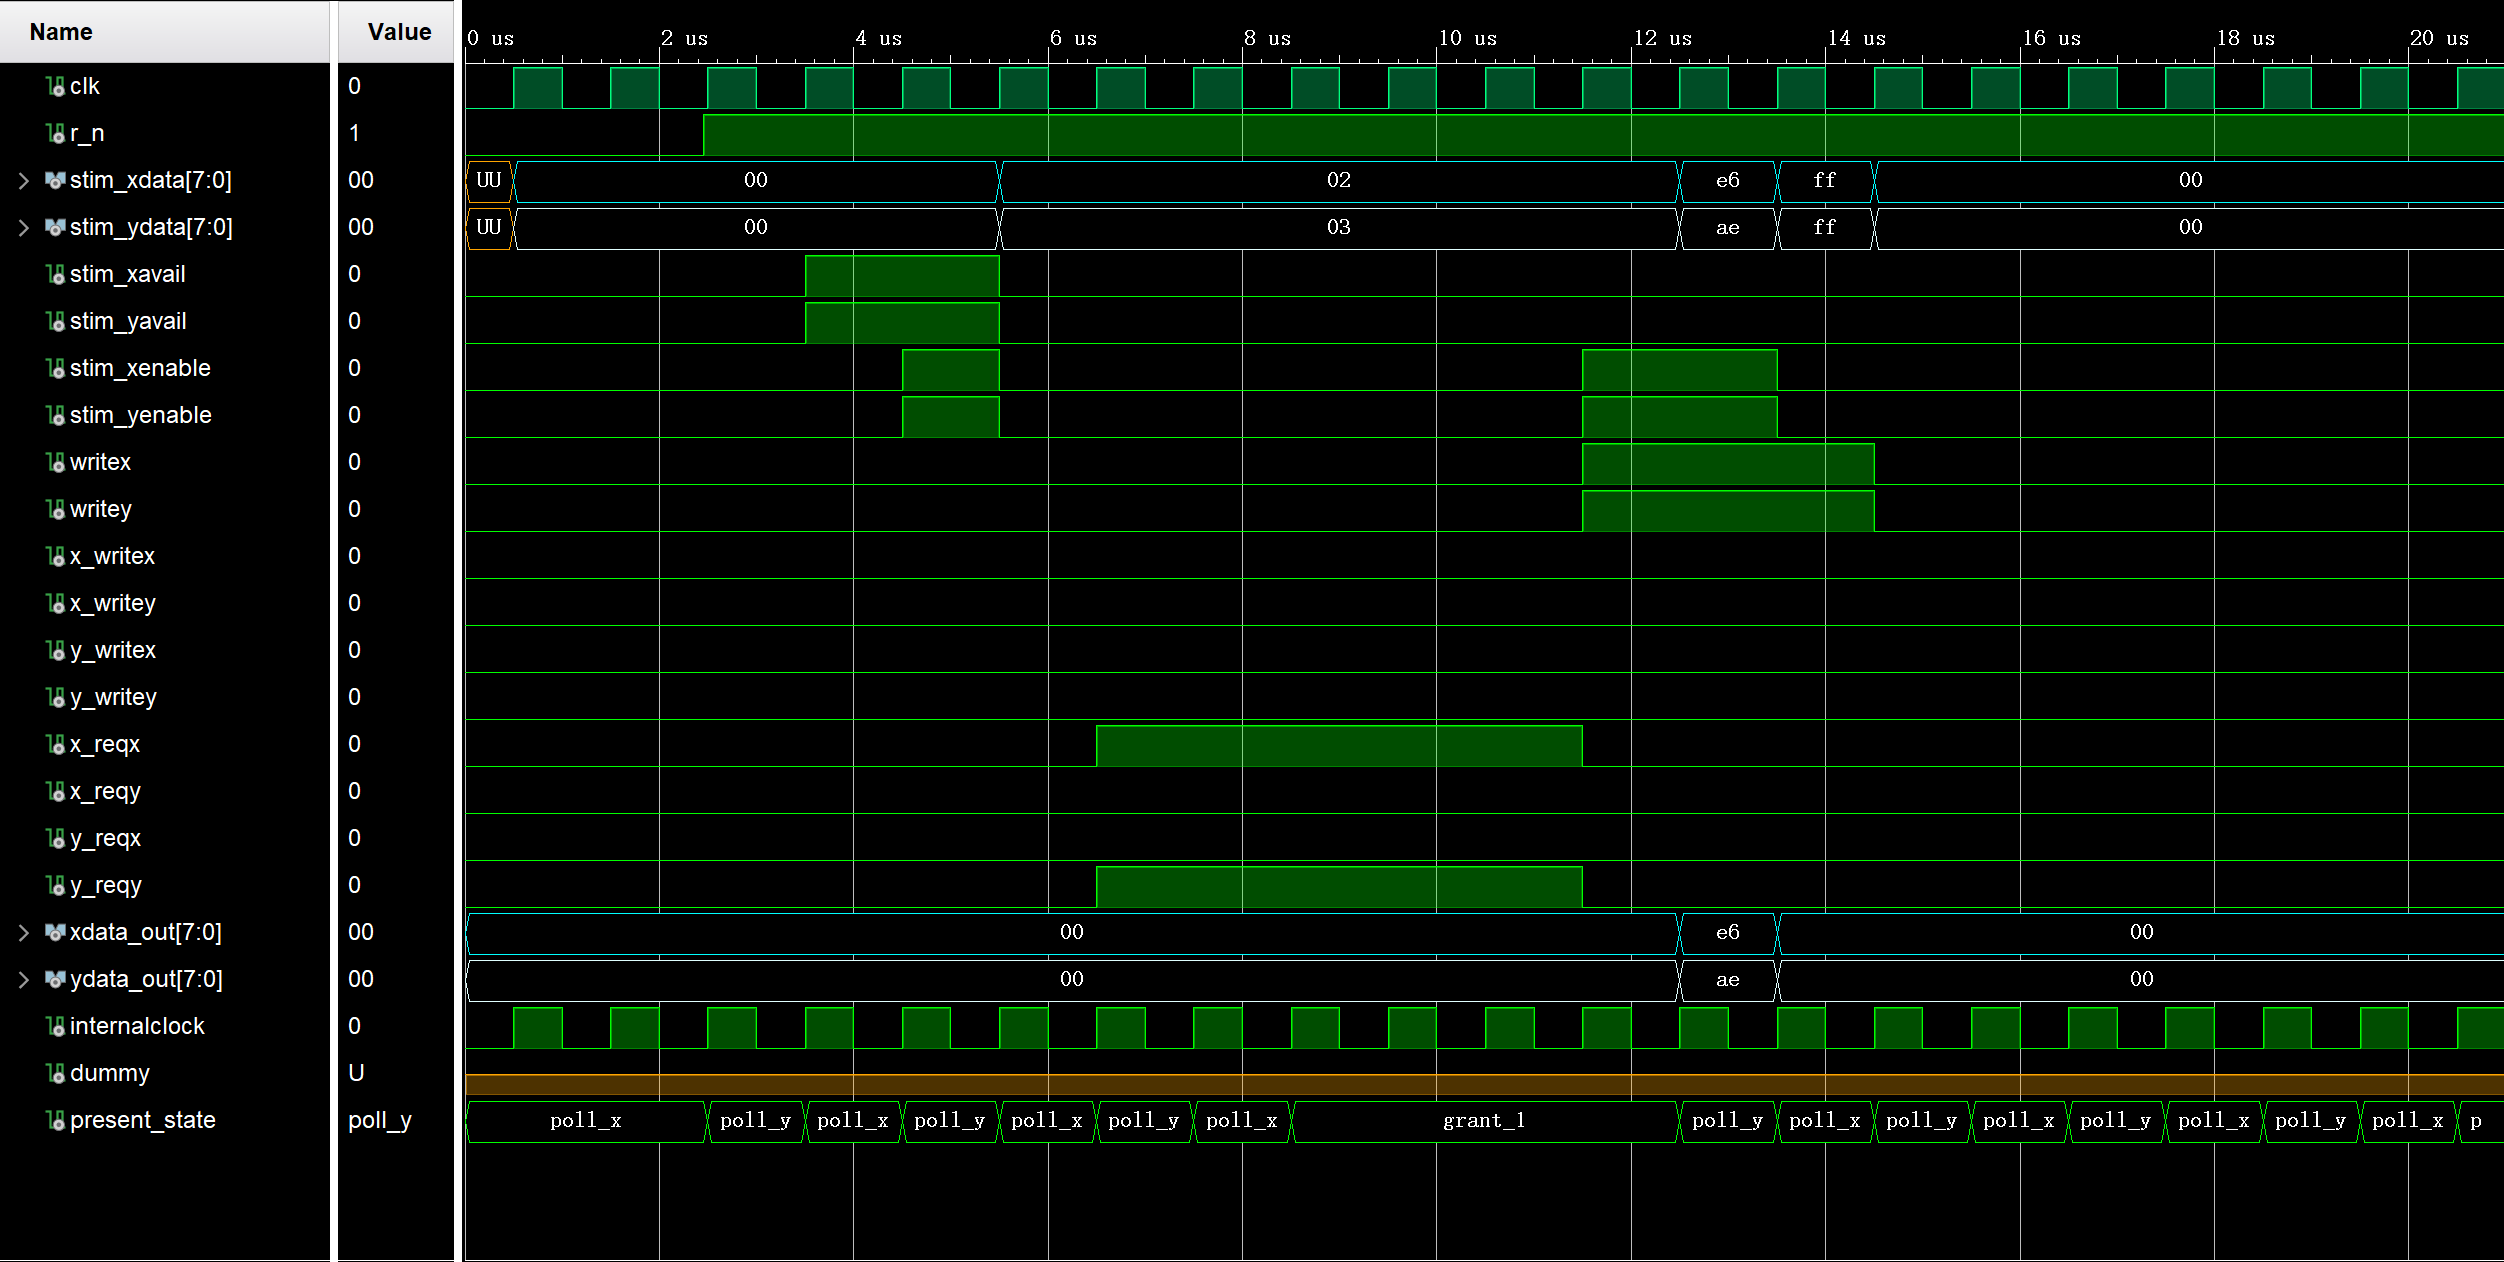 Name Value
0 us 2 us 4 us 6 us 8 us 10 us 12 us 14 us 16 us 18 us 20 us
clk 0
r_n 1
stim_xdata[7:0] 00 UU 00 02 e6 ff 00
stim_ydata[7:0] 00 UU 00 03 ae ff 00
stim_xavail 0
stim_yavail 0
stim_xenable 0
stim_yenable 0
writex 0
writey 0
x_writex 0
x_writey 0
y_writex 0
y_writey 0
x_reqx 0
x_reqy 0
y_reqx 0
y_reqy 0
xdata_out[7:0] 00 00 e6 00
ydata_out[7:0] 00 00 ae 00
internalclock 0
dummy U
present_state poll_y poll_x poll_y poll_x poll_y poll_x poll_y poll_x grant_1 poll_y poll_x poll_y poll_x poll_y poll_x poll_y poll_x p